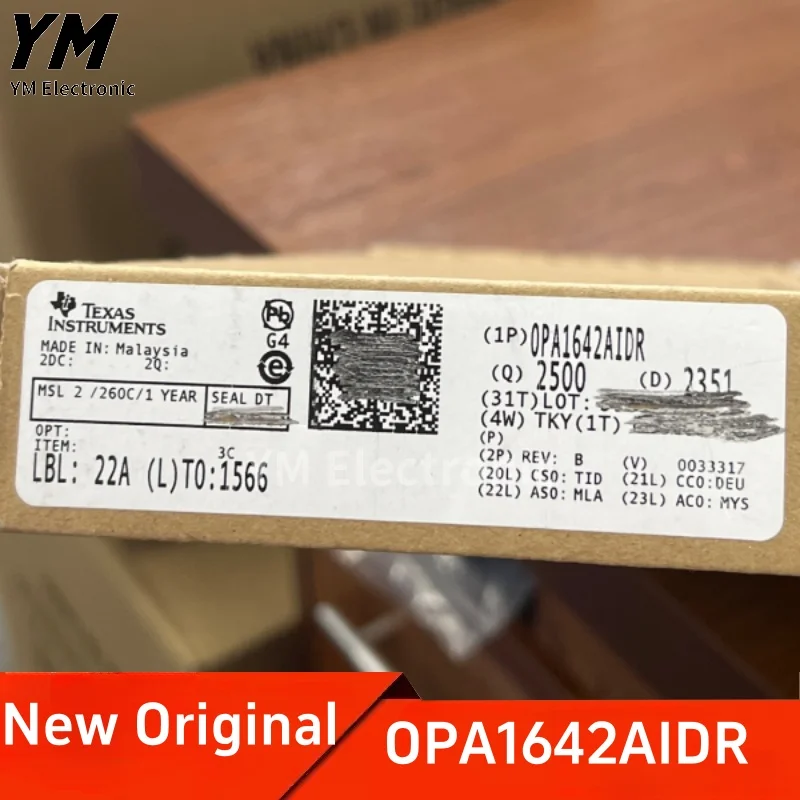 YM
YM Electronic
TEXAS
INSTRUMENTS
MADE IN: Malaysia
2DC: 2Q:
MSL 2 /260C/1 YEAR
SEAL DT
OPT:
ITEM:
3C
LBL: 22A (L)TO:1566
Pb
G4
e
(1P)OPA1642AIDR
(Q) 2500 (D) 2351
(31T)LOT:
(4W) TKY(1T)
(P)
(2P) REV: B (V) 0033317
(20L) CSO: TID (21L) CCO:DEU
(22L) ASO: MLA (23L) ACO: MYS
YM Electronic
New Original
OPA1642AIDR